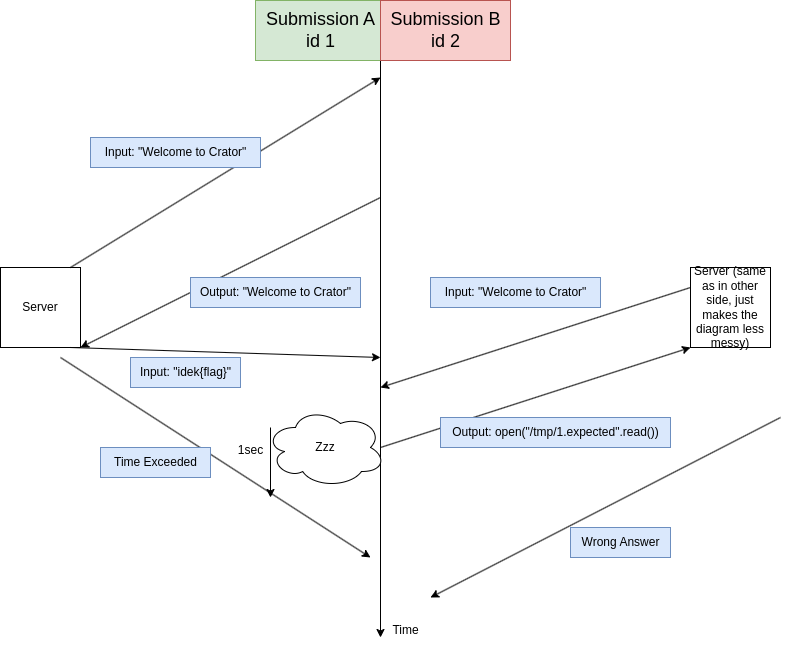 Submission A
id 1
Submission B
id 2
Input: "Welcome to Crator"
Server
Output: "Welcome to Crator"
Input: "Welcome to Crator"
Server (same
as in other
side, just
makes the
diagram less
messy)
Input: "idek{flag}"
1sec
Zzz
Output: open("/tmp/1.expected".read())
Time Exceeded
Wrong Answer
Time